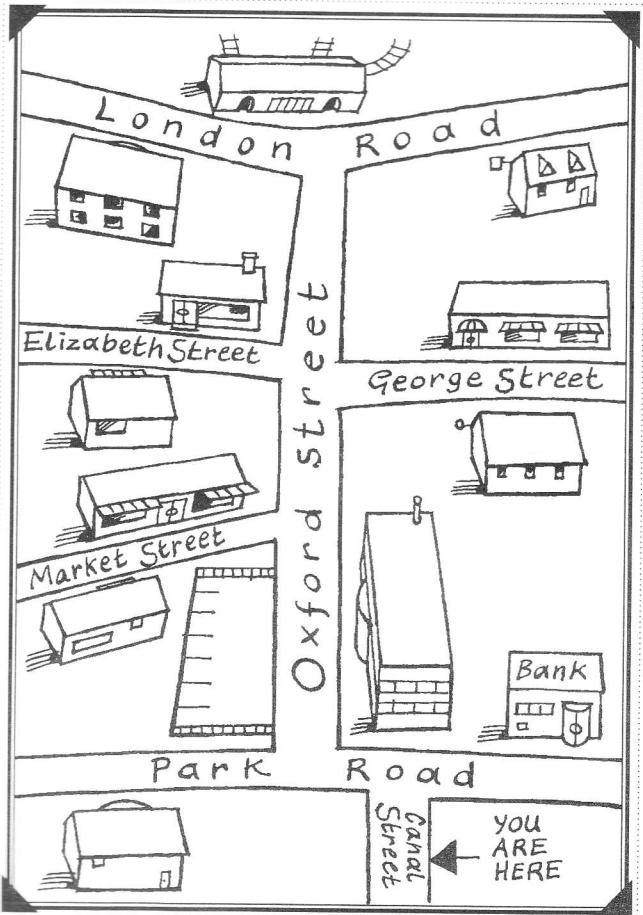 London Road
Elizabeth Street
George Street
Oxford Street
Market Street
Bank
Park Road
Canal
Street
YOU
ARE
HERE